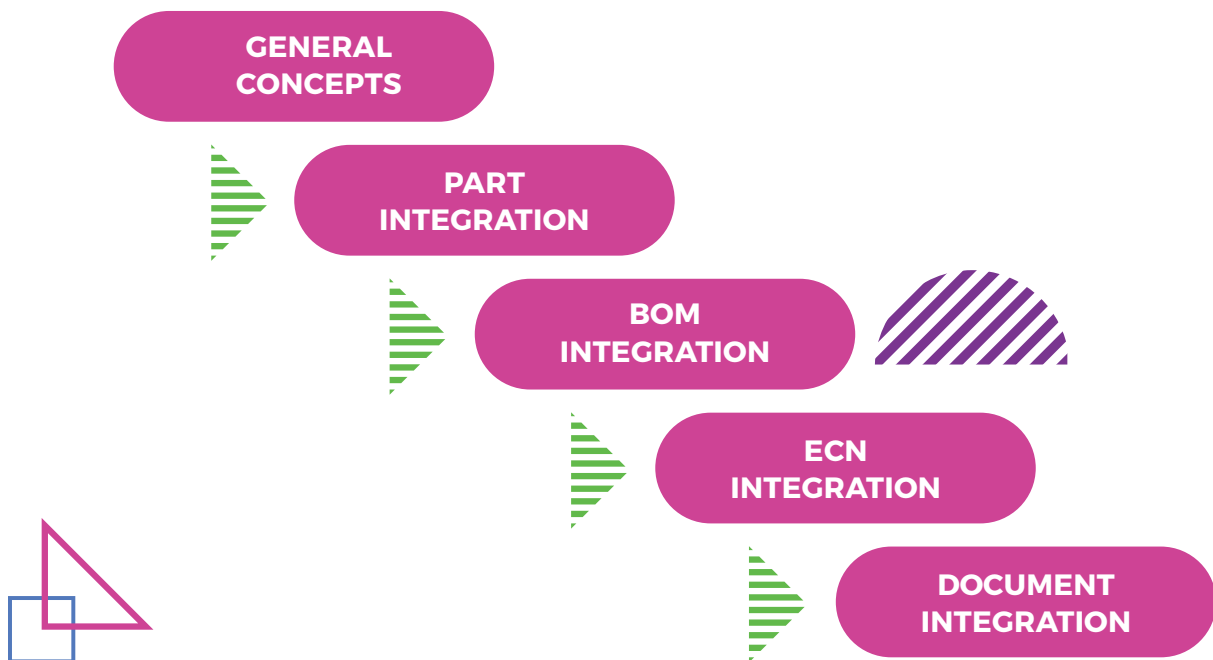 GENERAL
CONCEPTS
PART
INTEGRATION
BOM
INTEGRATION
ECN
INTEGRATION
DOCUMENT
INTEGRATION